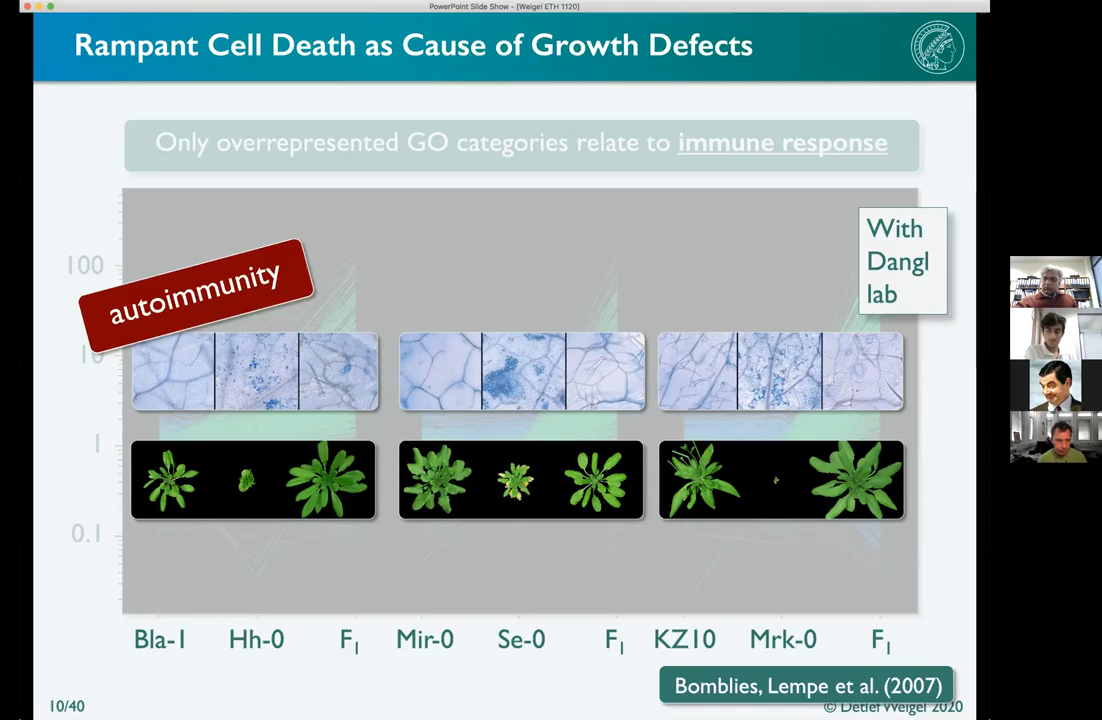 PowerPoint Slide Show - [Weigel ETH 1120]
Rampant Cell Death as Cause of Growth Defects
Only overrepresented GO categories relate to immune response
With
Dangl
lab
autoimmunity
100
10
1
0.1
Bla-1 Hh-0 F1 Mir-0 Se-0 F1 KZ10 Mrk-0 F1
Bomblies, Lempe et al. (2007)
10/40
© Detlef Weigel 2020